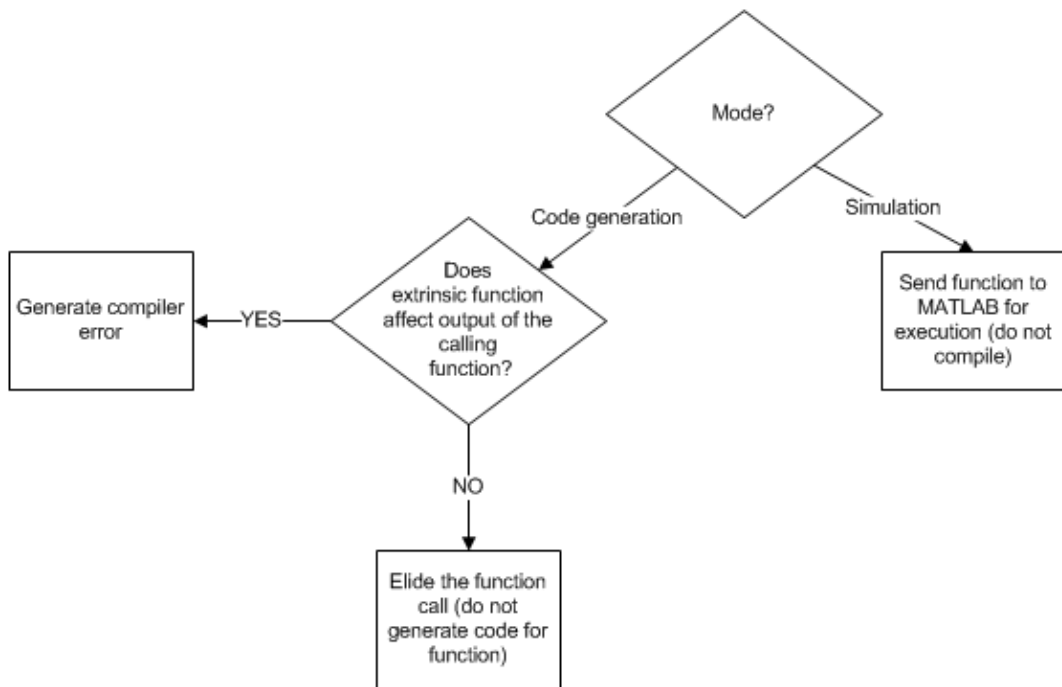 Mode?
Code generation
Simulation
Does
extrinsic function
affect output of the
calling
function?
YES
Generate compiler
error
Send function to
MATLAB for
execution (do not
compile)
NO
Elide the function
call (do not
generate code for
function)